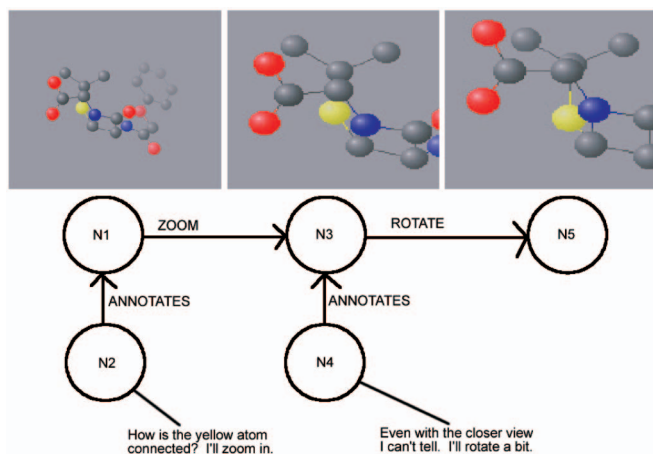 N1
ZOOM
N3
ROTATE
N5
ANNOTATES
ANNOTATES
N2
N4
How is the yellow atom
connected? I'll zoom in.
Even with the closer view
I can't tell. I'll rotate a bit.